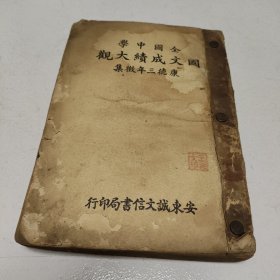 全國中學
國文成績大觀
康德三年徵集
安東誠文信書局印行